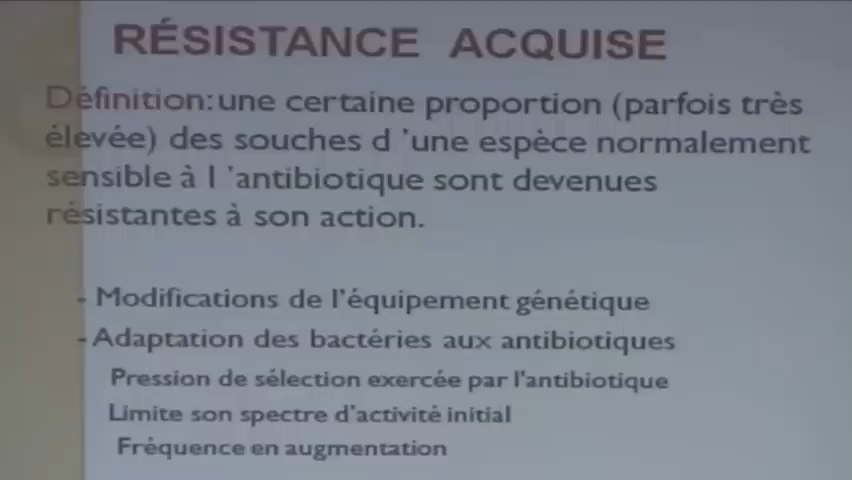 RÉSISTANCE ACQUISE
Définition: une certaine proportion (parfois très
élevée) des souches d 'une espèce normalement
sensible à l 'antibiotique sont devenues
résistantes à son action.
- Modifications de l'équipement génétique
- Adaptation des bactéries aux antibiotiques
Pression de sélection exercée par l'antibiotique
Limite son spectre d'activité initial
Fréquence en augmentation